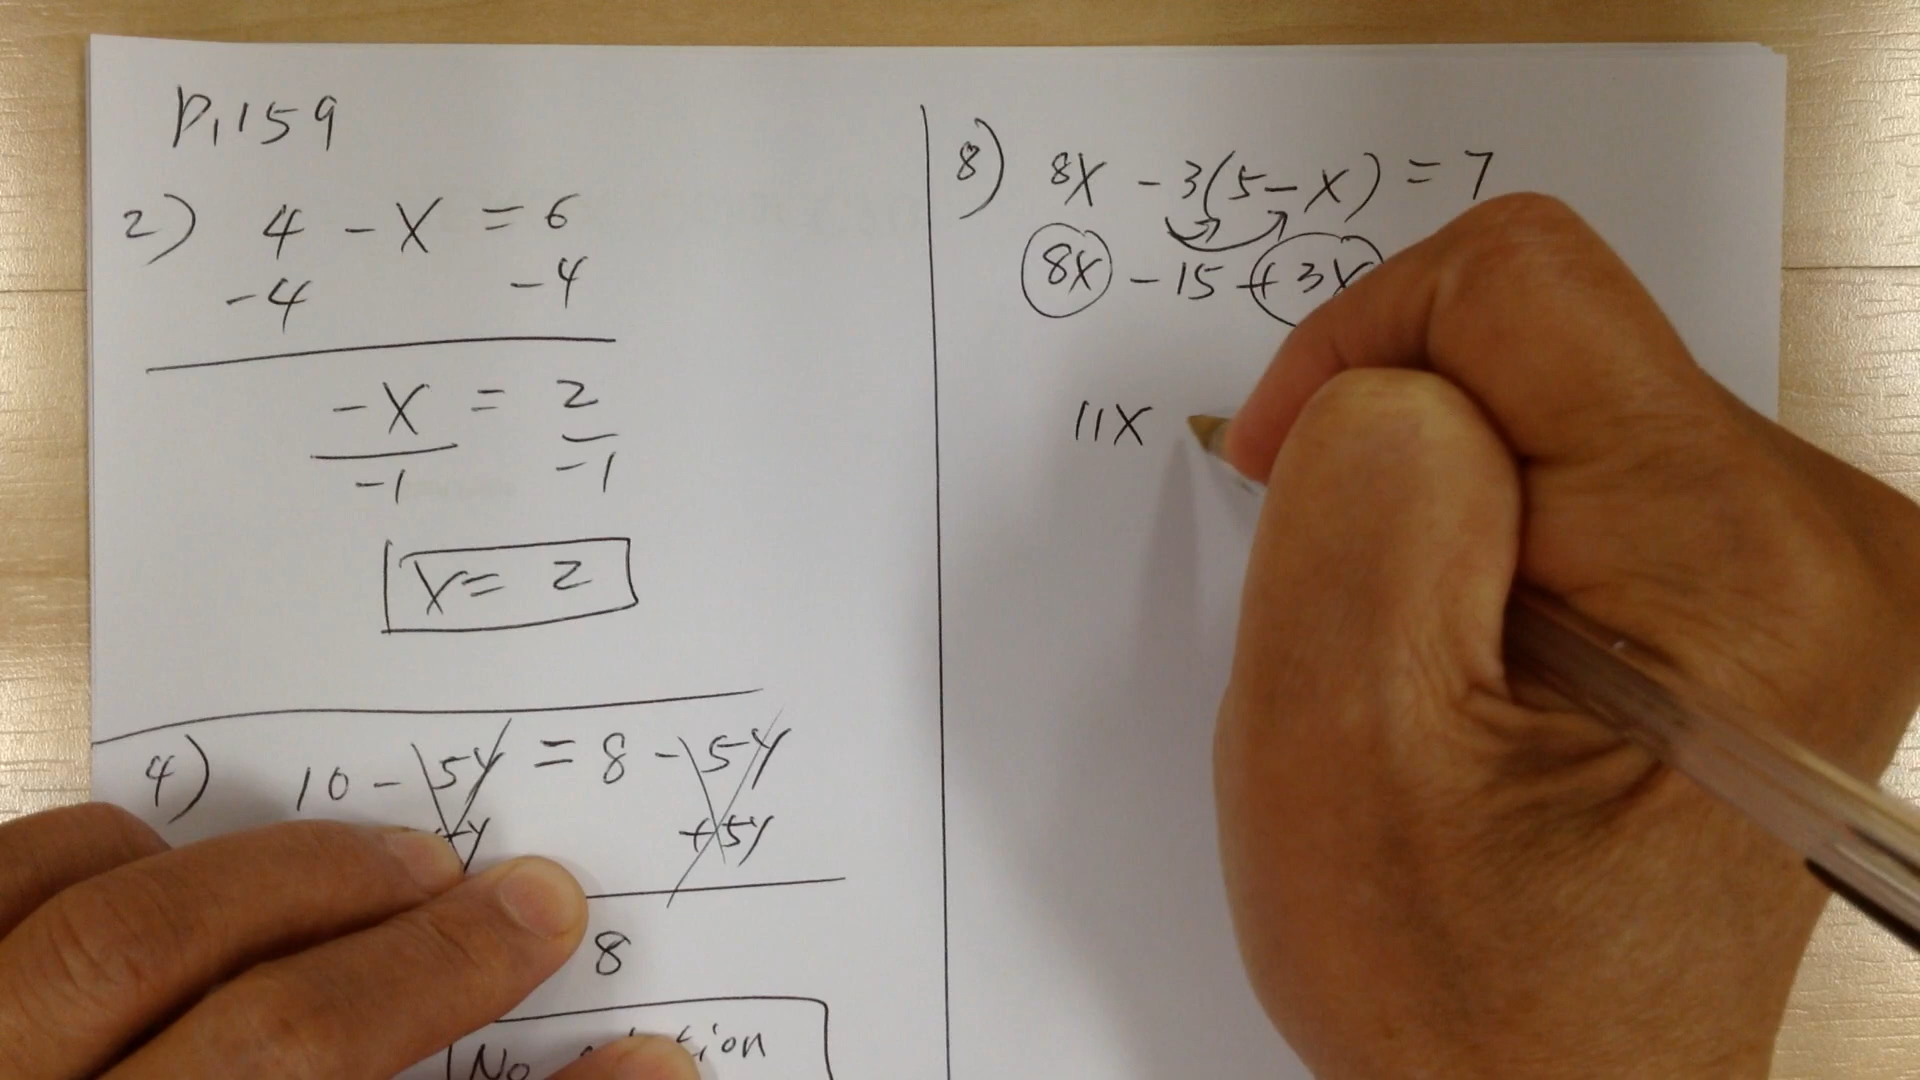 P.159
2) 4 - X = 6
-4 -4
-X = 2
-1 -1
X = 2
4) 10 - 5y = 8 - 5y
+5y
8
No
8) 8X - 3(5 - X) = 7
8X - 15 + 3X
11X